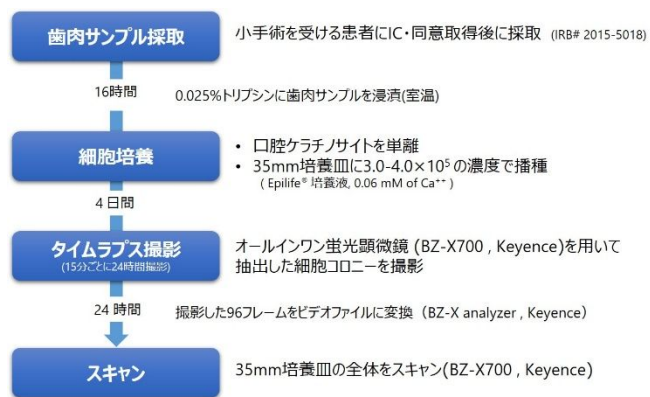 歯肉サンプル採取
小手術を受ける患者にIC・同意取得後に採取 (IRB# 2015-5018)
16時間
0.025%トリプシンに歯肉サンプルを浸漬(室温)
細胞培養
• 口腔ケラチノサイトを単離
• 35mm培養皿に3.0-4.0×10⁵の濃度で播種
( Epilife® 培養液, 0.06 mM of Ca⁺⁺ )
4日間
タイムラプス撮影
(15分ごとに24時間撮影)
オールインワン蛍光顕微鏡 (BZ-X700 , Keyence)を用いて
抽出した細胞コロニーを撮影
24 時間
撮影した96フレームをビデオファイルに変換（BZ-X analyzer , Keyence）
スキャン
35mm培養皿の全体をスキャン(BZ-X700 , Keyence)